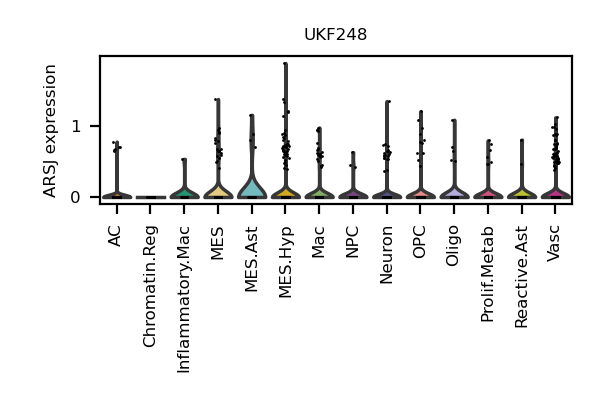 UKF248
ARSJ expression
1
0
AC
Chromatin.Reg
Inflammatory.Mac
MES
MES.Ast
MES.Hyp
Mac
NPC
Neuron
OPC
Oligo
Prolif.Metab
Reactive.Ast
Vasc